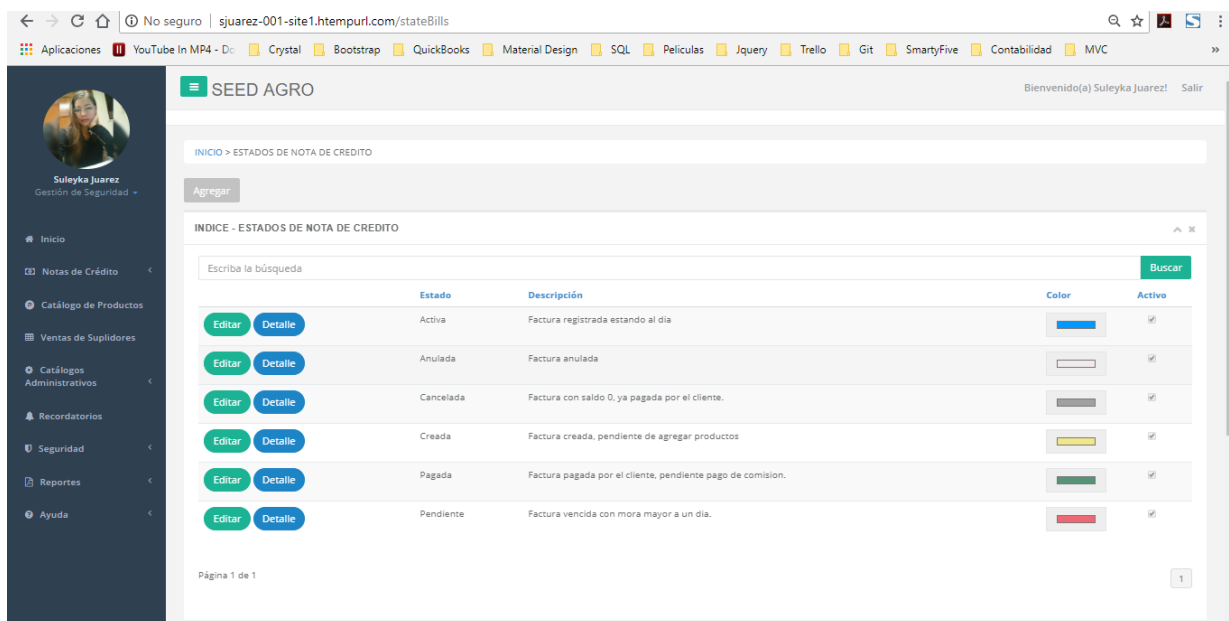 No seguro | sjuarez-001-site1.htempurl.com/stateBills
Aplicaciones YouTube In MP4 - Do Crystal Bootstrap QuickBooks Material Design SQL Peliculas Jquery Trello Git SmartyFive Contabilidad MVC »
SEED AGRO
Bienvenido(a) Suleyka Juarez! Salir
Suleyka Juarez
Gestión de Seguridad
Inicio
Notas de Crédito
Catálogo de Productos
Ventas de Suplidores
Catálogos
Administrativos
Recordatorios
Seguridad
Reportes
Ayuda
INICIO > ESTADOS DE NOTA DE CREDITO
Agregar
INDICE - ESTADOS DE NOTA DE CREDITO
Escriba la búsqueda Buscar
Estado Descripción Color Activo
Editar Detalle Activa Factura registrada estando al dia
Editar Detalle Anulada Factura anulada
Editar Detalle Cancelada Factura con saldo 0, ya pagada por el cliente.
Editar Detalle Creada Factura creada, pendiente de agregar productos
Editar Detalle Pagada Factura pagada por el cliente, pendiente pago de comision.
Editar Detalle Pendiente Factura vencida con mora mayor a un dia.
Página 1 de 1
1